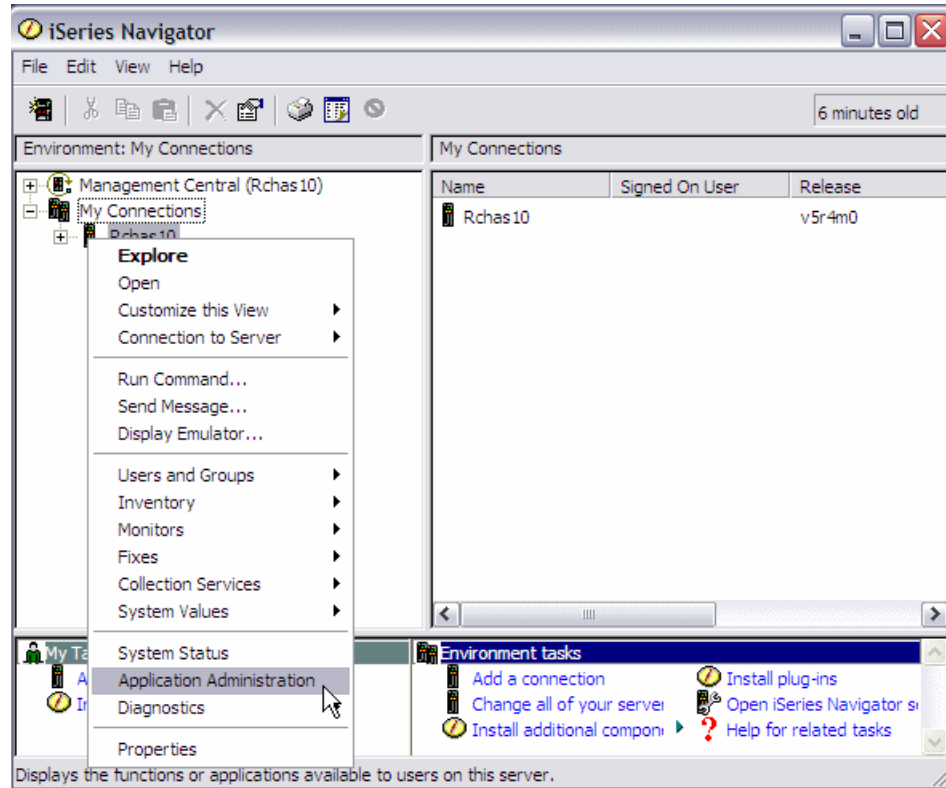 iSeries Navigator
File Edit View Help
6 minutes old
Environment: My Connections
My Connections
Management Central (Rchas10)
My Connections
Rchas10
Name Signed On User Release
Rchas10 v5r4m0
Explore
Open
Customize this View
Connection to Server
Run Command...
Send Message...
Display Emulator...
Users and Groups
Inventory
Monitors
Fixes
Collection Services
System Values
System Status
Application Administration
Diagnostics
Properties
My Ta
A
Environment tasks
Add a connection
Change all of your server
Install additional compon
Install plug-ins
Open iSeries Navigator s
Help for related tasks
Displays the functions or applications available to users on this server.